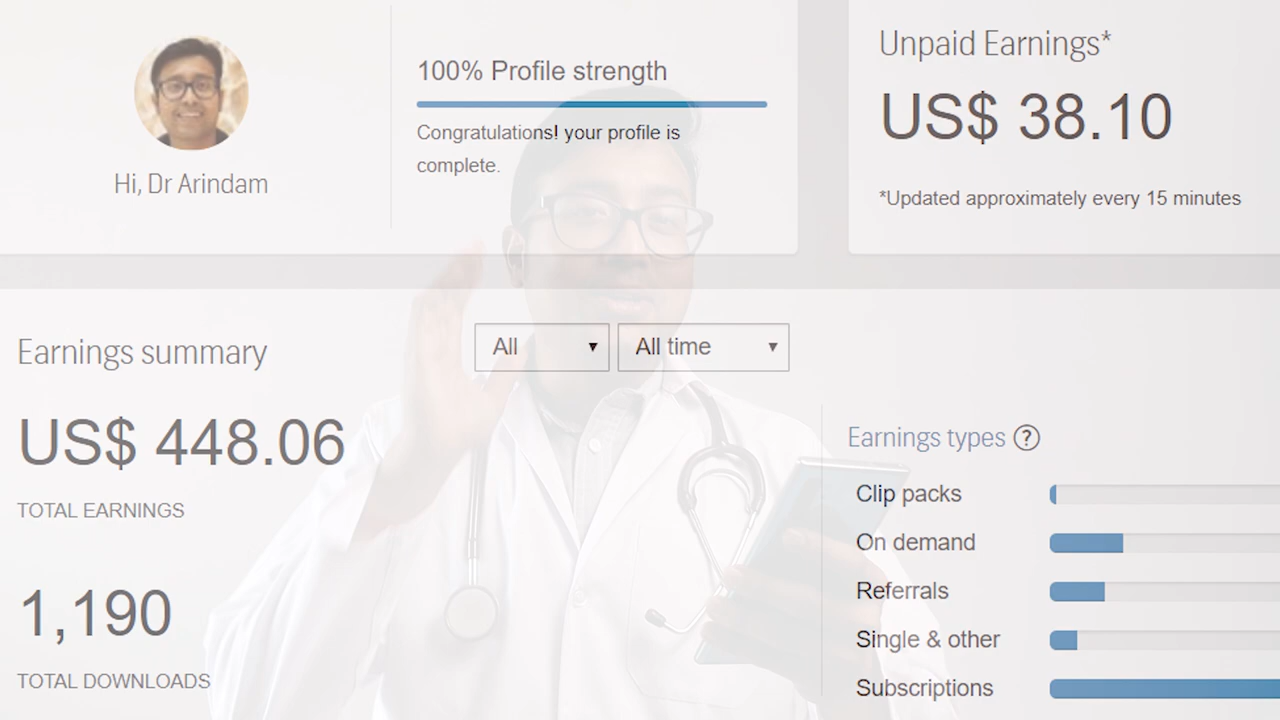 Hi, Dr Arindam
100% Profile strength
Congratulations! your profile is
complete.
Unpaid Earnings*
US$ 38.10
*Updated approximately every 15 minutes
Earnings summary
All
All time
US$ 448.06
TOTAL EARNINGS
1,190
TOTAL DOWNLOADS
Earnings types ?
Clip packs
On demand
Referrals
Single & other
Subscriptions